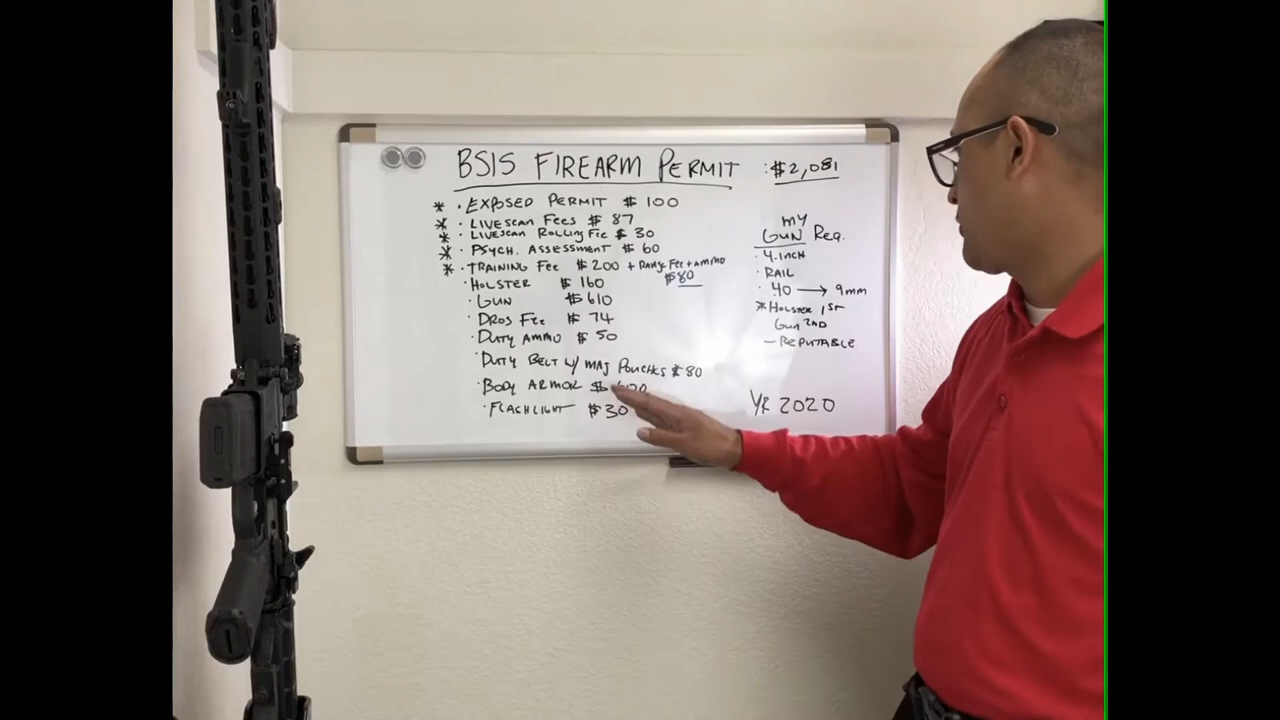 BSIS FIREARM PERMIT : $2,081
* · EXPOSED PERMIT $ 100
* · LIVESCAN FEES $ 87
* · LIVESCAN ROLLING FEE $ 30
* · PSYCH. ASSESSMENT $ 60
* · TRAINING FEE $ 200 + RANGE FEE + AMMO
$80
· HOLSTER $ 160
· GUN $ 610
· DROS FEE $ 74
· DUTY AMMO $ 50
· DUTY BELT W/ MAG POUCHES $ 80
· BODY ARMOR $
· FLASHLIGHT $ 30
MY
GUN Req.
· 4.INCH
· RAIL
· .40 → 9mm
* HOLSTER 1ST
GUN 2ND
- REPUTABLE
YR 2020